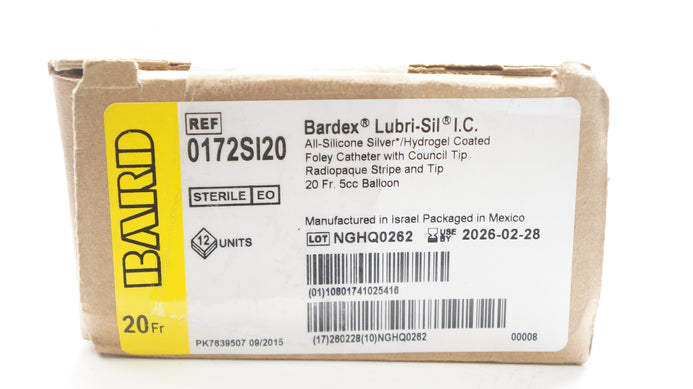 BARD
20 Fr
REF
0172SI20
STERILE EO
12 UNITS
PK7639507 09/2015
Bardex® Lubri-Sil® I.C.
All-Silicone Silver*/Hydrogel Coated
Foley Catheter with Council Tip
Radiopaque Stripe and Tip
20 Fr. 5cc Balloon
Manufactured in Israel Packaged in Mexico
LOT NGHQ0262 USE BY 2026-02-28
(01)10801741025416
(17)260228(10)NGHQ0262
00008